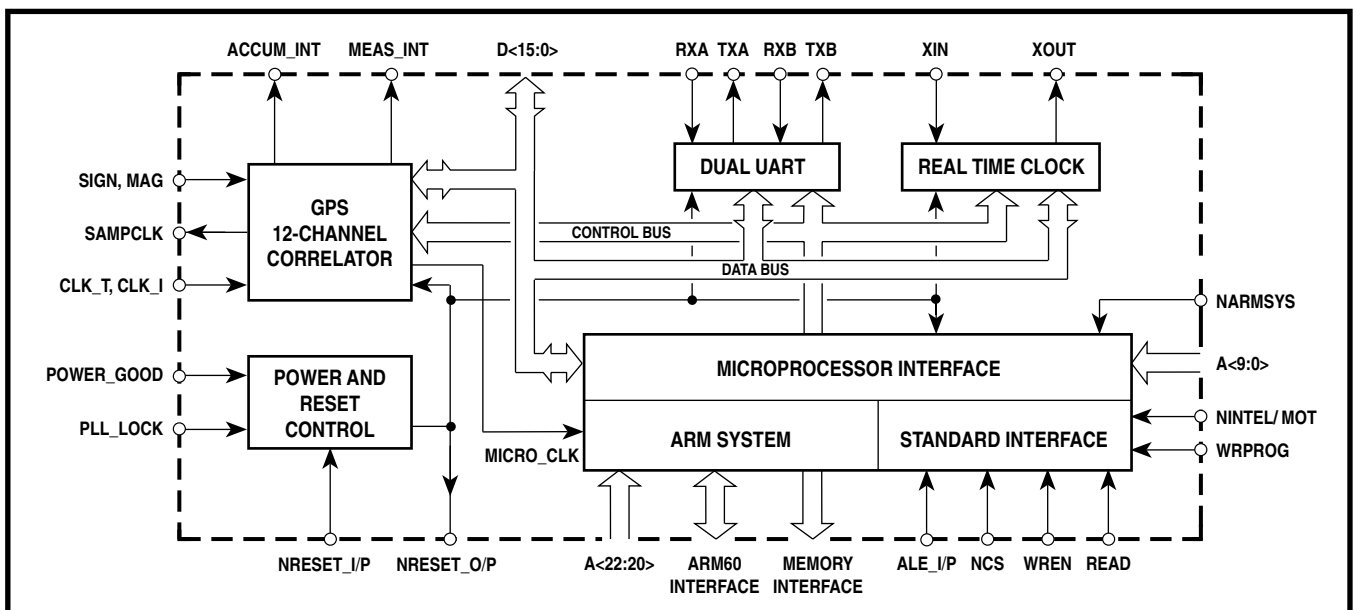 ACCUM_INT MEAS_INT D<15:0> RXA TXA RXB TXB XIN XOUT
DUAL UART
REAL TIME CLOCK
SIGN, MAG
SAMPCLK
CLK_T, CLK_I
GPS
12-CHANNEL
CORRELATOR
CONTROL BUS
DATA BUS
NARMSYS
A<9:0>
NINTEL/ MOT
WRPROG
POWER_GOOD
PLL_LOCK
POWER AND
RESET
CONTROL
MICROPROCESSOR INTERFACE
ARM SYSTEM
STANDARD INTERFACE
MICRO_CLK
NRESET_I/P NRESET_O/P A<22:20>
ARM60
INTERFACE
MEMORY
INTERFACE
ALE_I/P NCS WREN READ